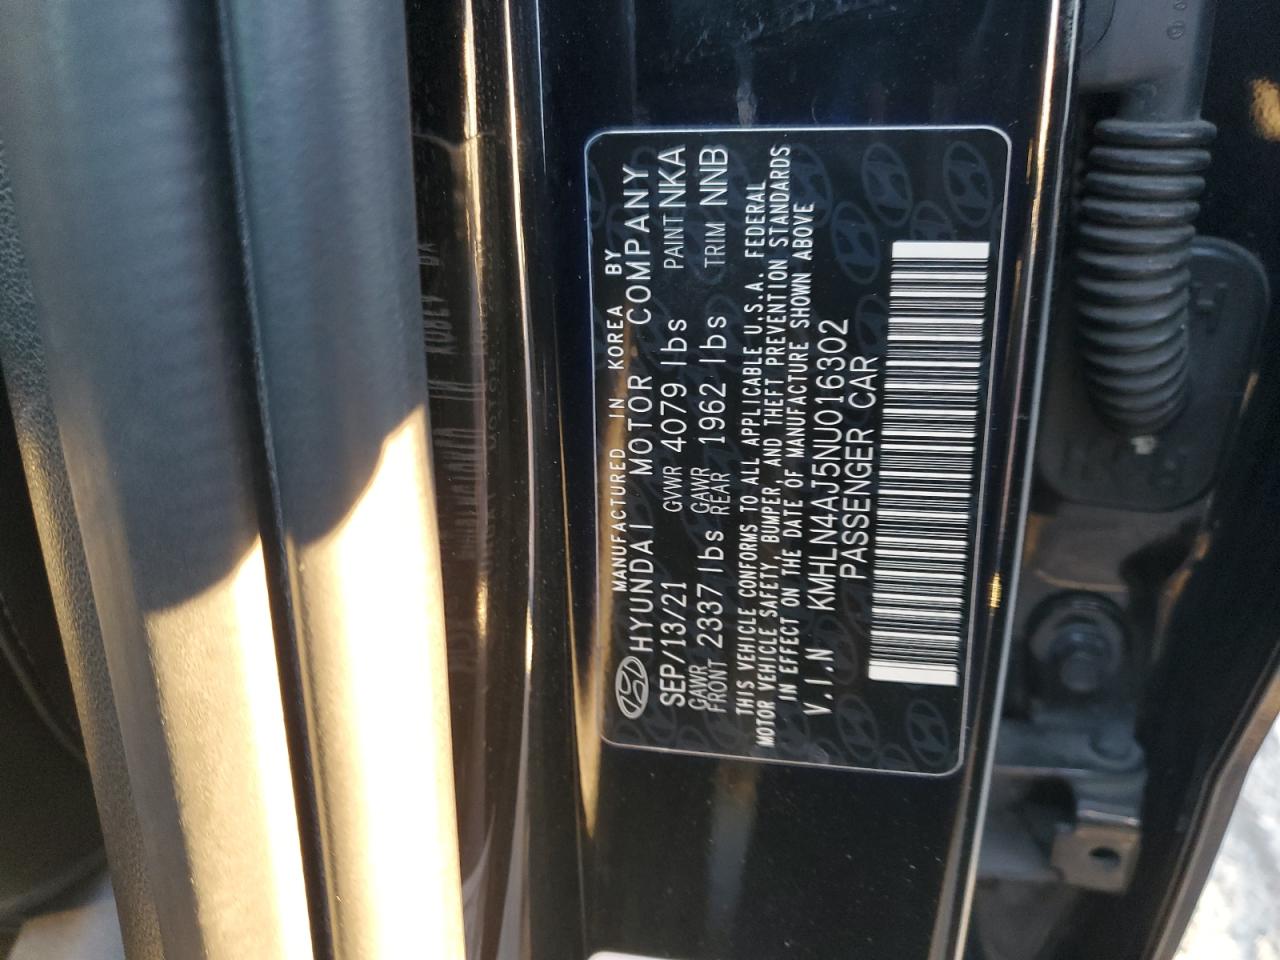 MANUFACTURED IN KOREA BY
HYUNDAI MOTOR COMPANY
SEP/13/21 GVWR 4079 lbs PAINT NKA
GAWR FRONT 2337 lbs GAWR REAR 1962 lbs TRIM NNB
THIS VEHICLE CONFORMS TO ALL APPLICABLE U.S.A. FEDERAL
MOTOR VEHICLE SAFETY, BUMPER, AND THEFT PREVENTION STANDARDS
IN EFFECT ON THE DATE OF MANUFACTURE SHOWN ABOVE
V.I.N KMHLN4AJ5NU016302
PASSENGER CAR